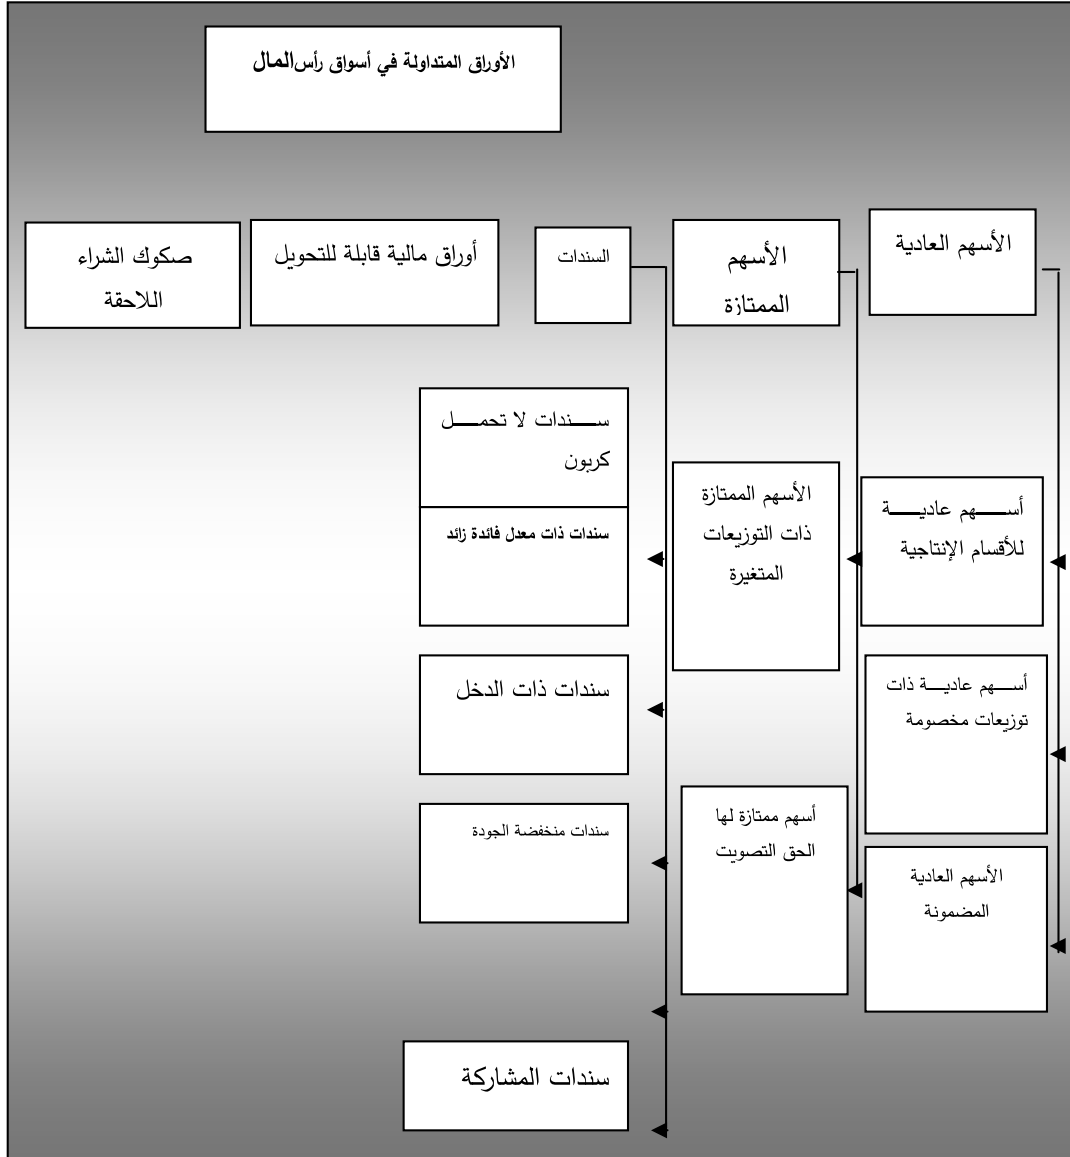 الأوراق المتداولة في أسواق رأس المال
الأسهم العادية
الأسهم
الممتازة
السندات
أوراق مالية قابلة للتحويل
صكوك الشراء
اللاحقة
أسهم عادية
للأقسام الإنتاجية
أسهم عادية ذات
توزيعات مخصومة
الأسهم العادية
المضمونة
الأسهم الممتازة
ذات التوزيعات
المتغيرة
أسهم ممتازة لها
الحق التصويت
سندات لا تحمل
كربون
سندات ذات معدل فائدة زائد
سندات ذات الدخل
سندات منخفضة الجودة
سندات المشاركة